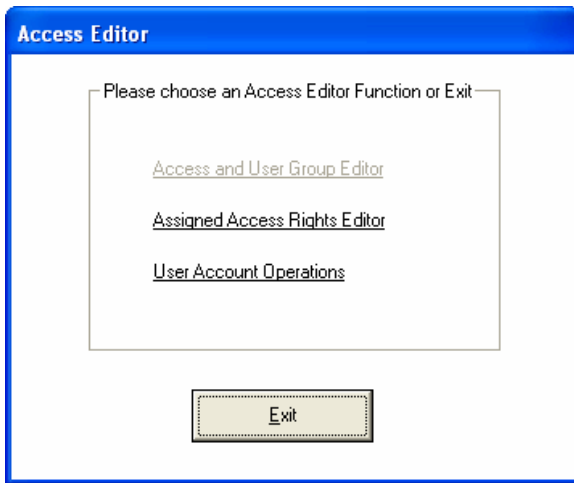 Access Editor
Please choose an Access Editor Function or Exit
Access and User Group Editor
Assigned Access Rights Editor
User Account Operations
Exit